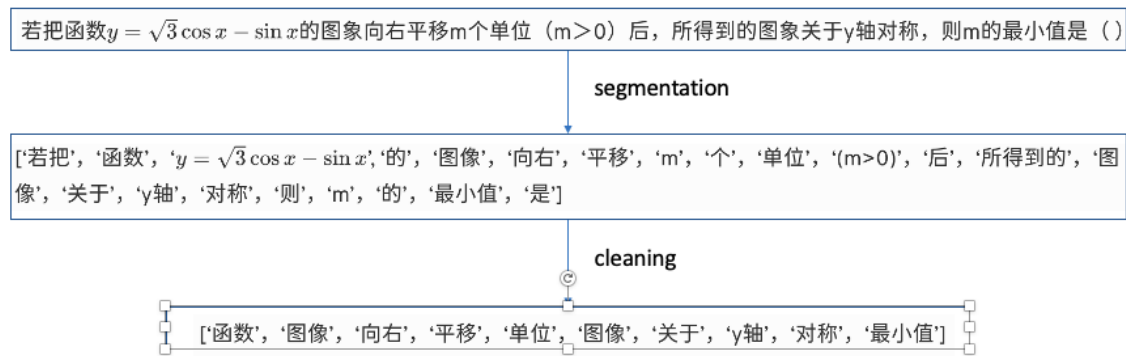 若把函数$y=\sqrt{3}\cos x-\sin x$的图象向右平移m个单位（m＞0）后，所得到的图象关于y轴对称，则m的最小值是（ ）
segmentation
[‘若把’，‘函数’，‘$y=\sqrt{3}\cos x-\sin x$’, ‘的’，‘图像’，‘向右’，‘平移’，‘m’，‘个’，‘单位’，‘(m>0)’，‘后’，‘所得到的’，‘图
像’，‘关于’，‘y轴’，‘对称’，‘则’，‘m’，‘的’，‘最小值’，‘是’]
cleaning
[‘函数’，‘图像’，‘向右’，‘平移’，‘单位’，‘图像’，‘关于’，‘y轴’，‘对称’，‘最小值’]